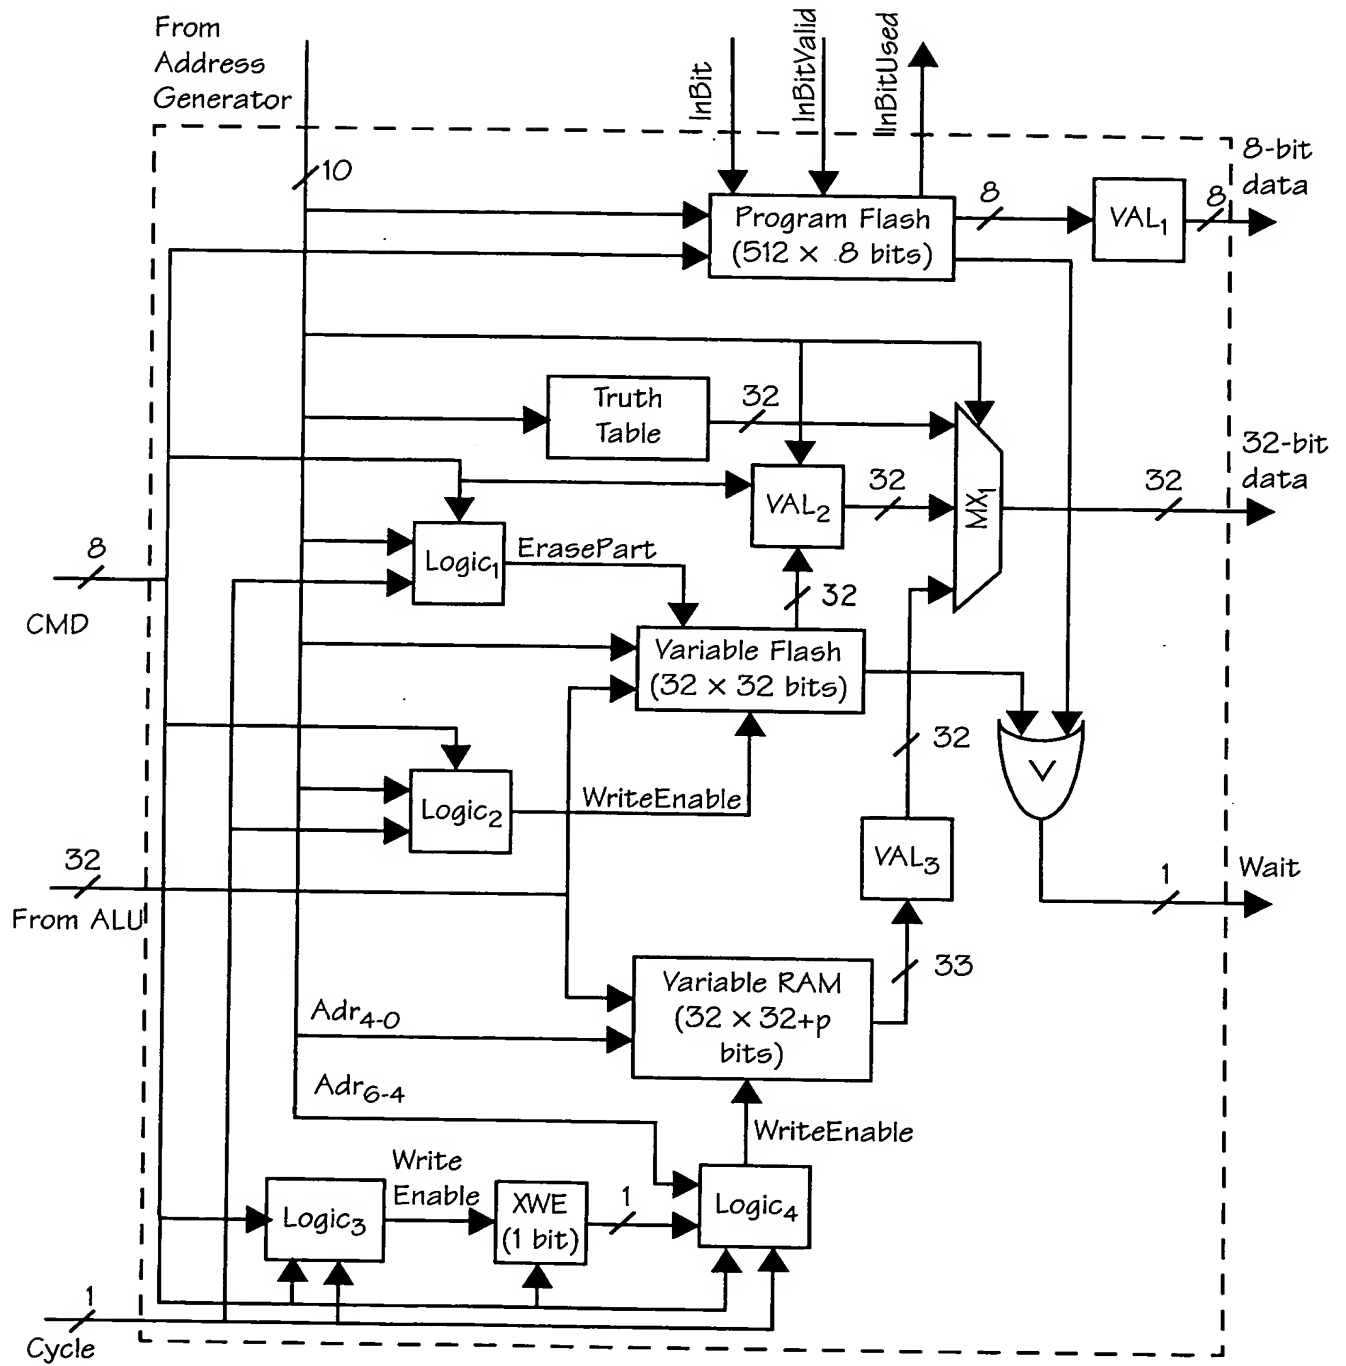 From
Address
Generator
InBit
InBitValid
InBitUsed
10
8-bit
data
Program Flash
(512 × 8 bits)
8
VAL1
8
Truth
Table
32
32-bit
data
VAL2
32
MX1
32
8
CMD
Logic1
ErasePart
32
Variable Flash
(32 × 32 bits)
32
V
Logic2
WriteEnable
VAL3
32
From ALU
1
Wait
33
Variable RAM
(32 × 32+p
bits)
Adr4-0
Adr6-4
WriteEnable
Write
Enable
Logic3
XWE
(1 bit)
1
Logic4
1
Cycle